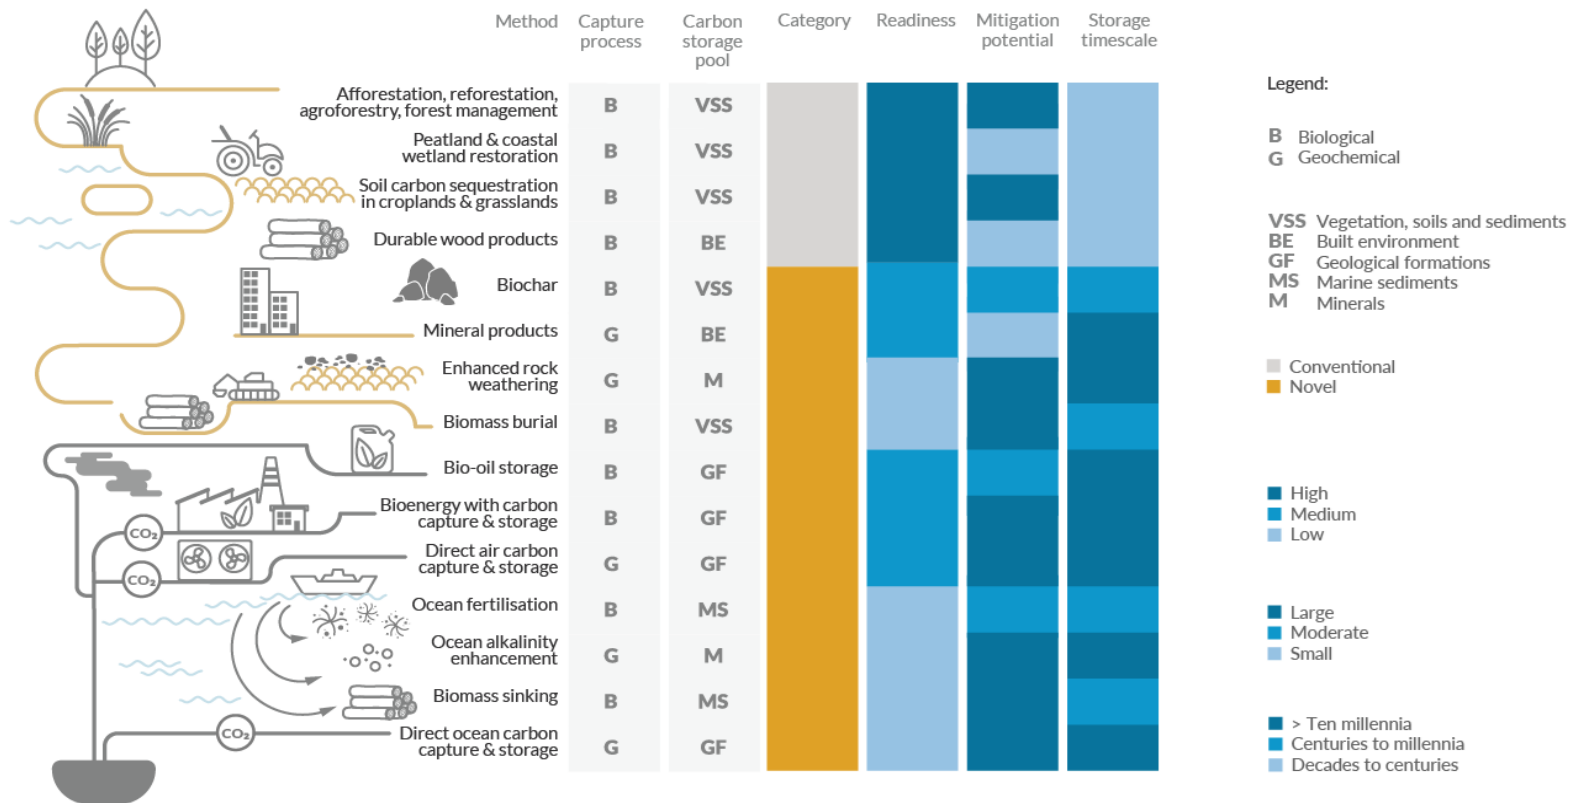 Method Capture process Carbon storage pool Category Readiness Mitigation potential Storage timescale
Afforestation, reforestation,
agroforestry, forest management B VSS
Peatland & coastal
wetland restoration B VSS
Soil carbon sequestration
in croplands & grasslands B VSS
Durable wood products B BE
Biochar B VSS
Mineral products G BE
Enhanced rock
weathering G M
Biomass burial B VSS
Bio-oil storage B GF
Bioenergy with carbon
capture & storage B GF
CO₂
Direct air carbon
capture & storage G GF
CO₂
Ocean fertilisation B MS
Ocean alkalinity
enhancement G M
Biomass sinking B MS
Direct ocean carbon
capture & storage G GF
CO₂
Legend:
B Biological
G Geochemical
VSS Vegetation, soils and sediments
BE Built environment
GF Geological formations
MS Marine sediments
M Minerals
Conventional
Novel
High
Medium
Low
Large
Moderate
Small
> Ten millennia
Centuries to millennia
Decades to centuries